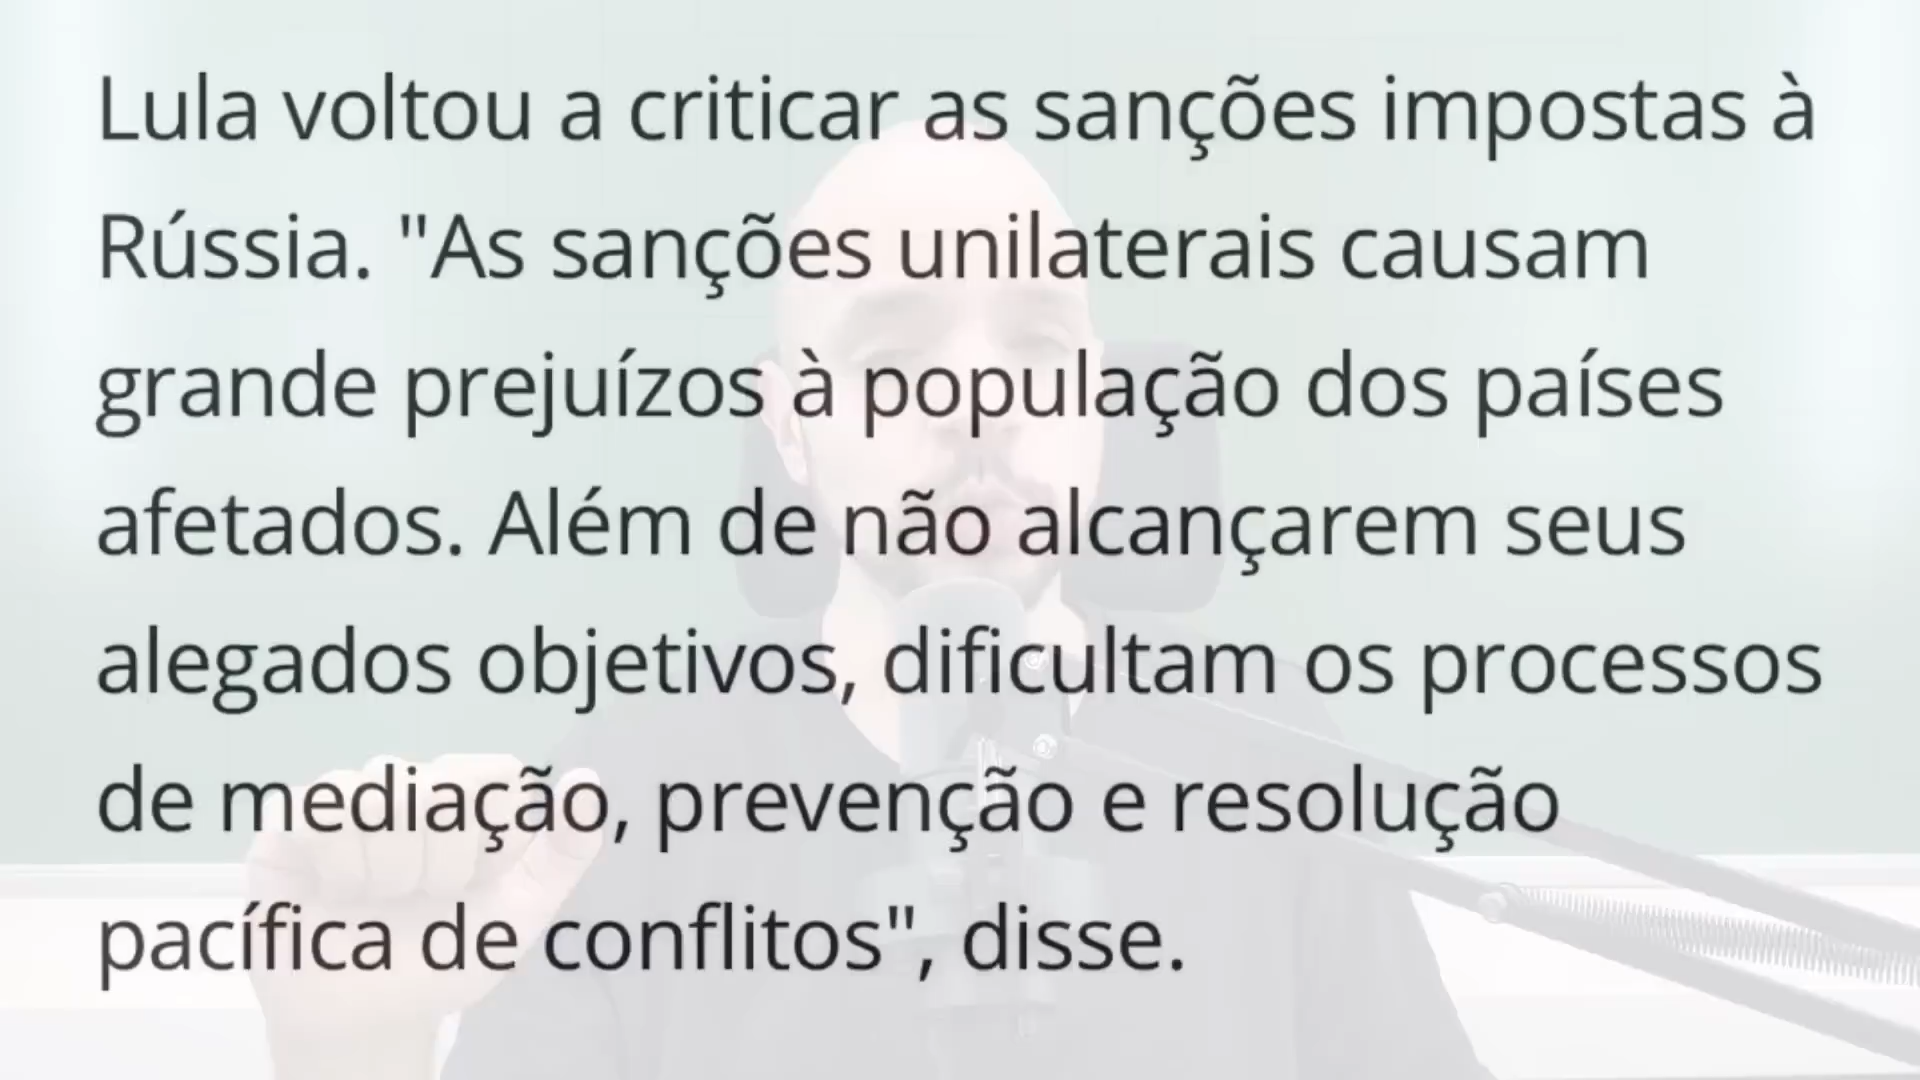 Lula voltou a criticar as sanções impostas à
Rússia. "As sanções unilaterais causam
grande prejuízos à população dos países
afetados. Além de não alcançarem seus
alegados objetivos, dificultam os processos
de mediação, prevenção e resolução
pacífica de conflitos", disse.